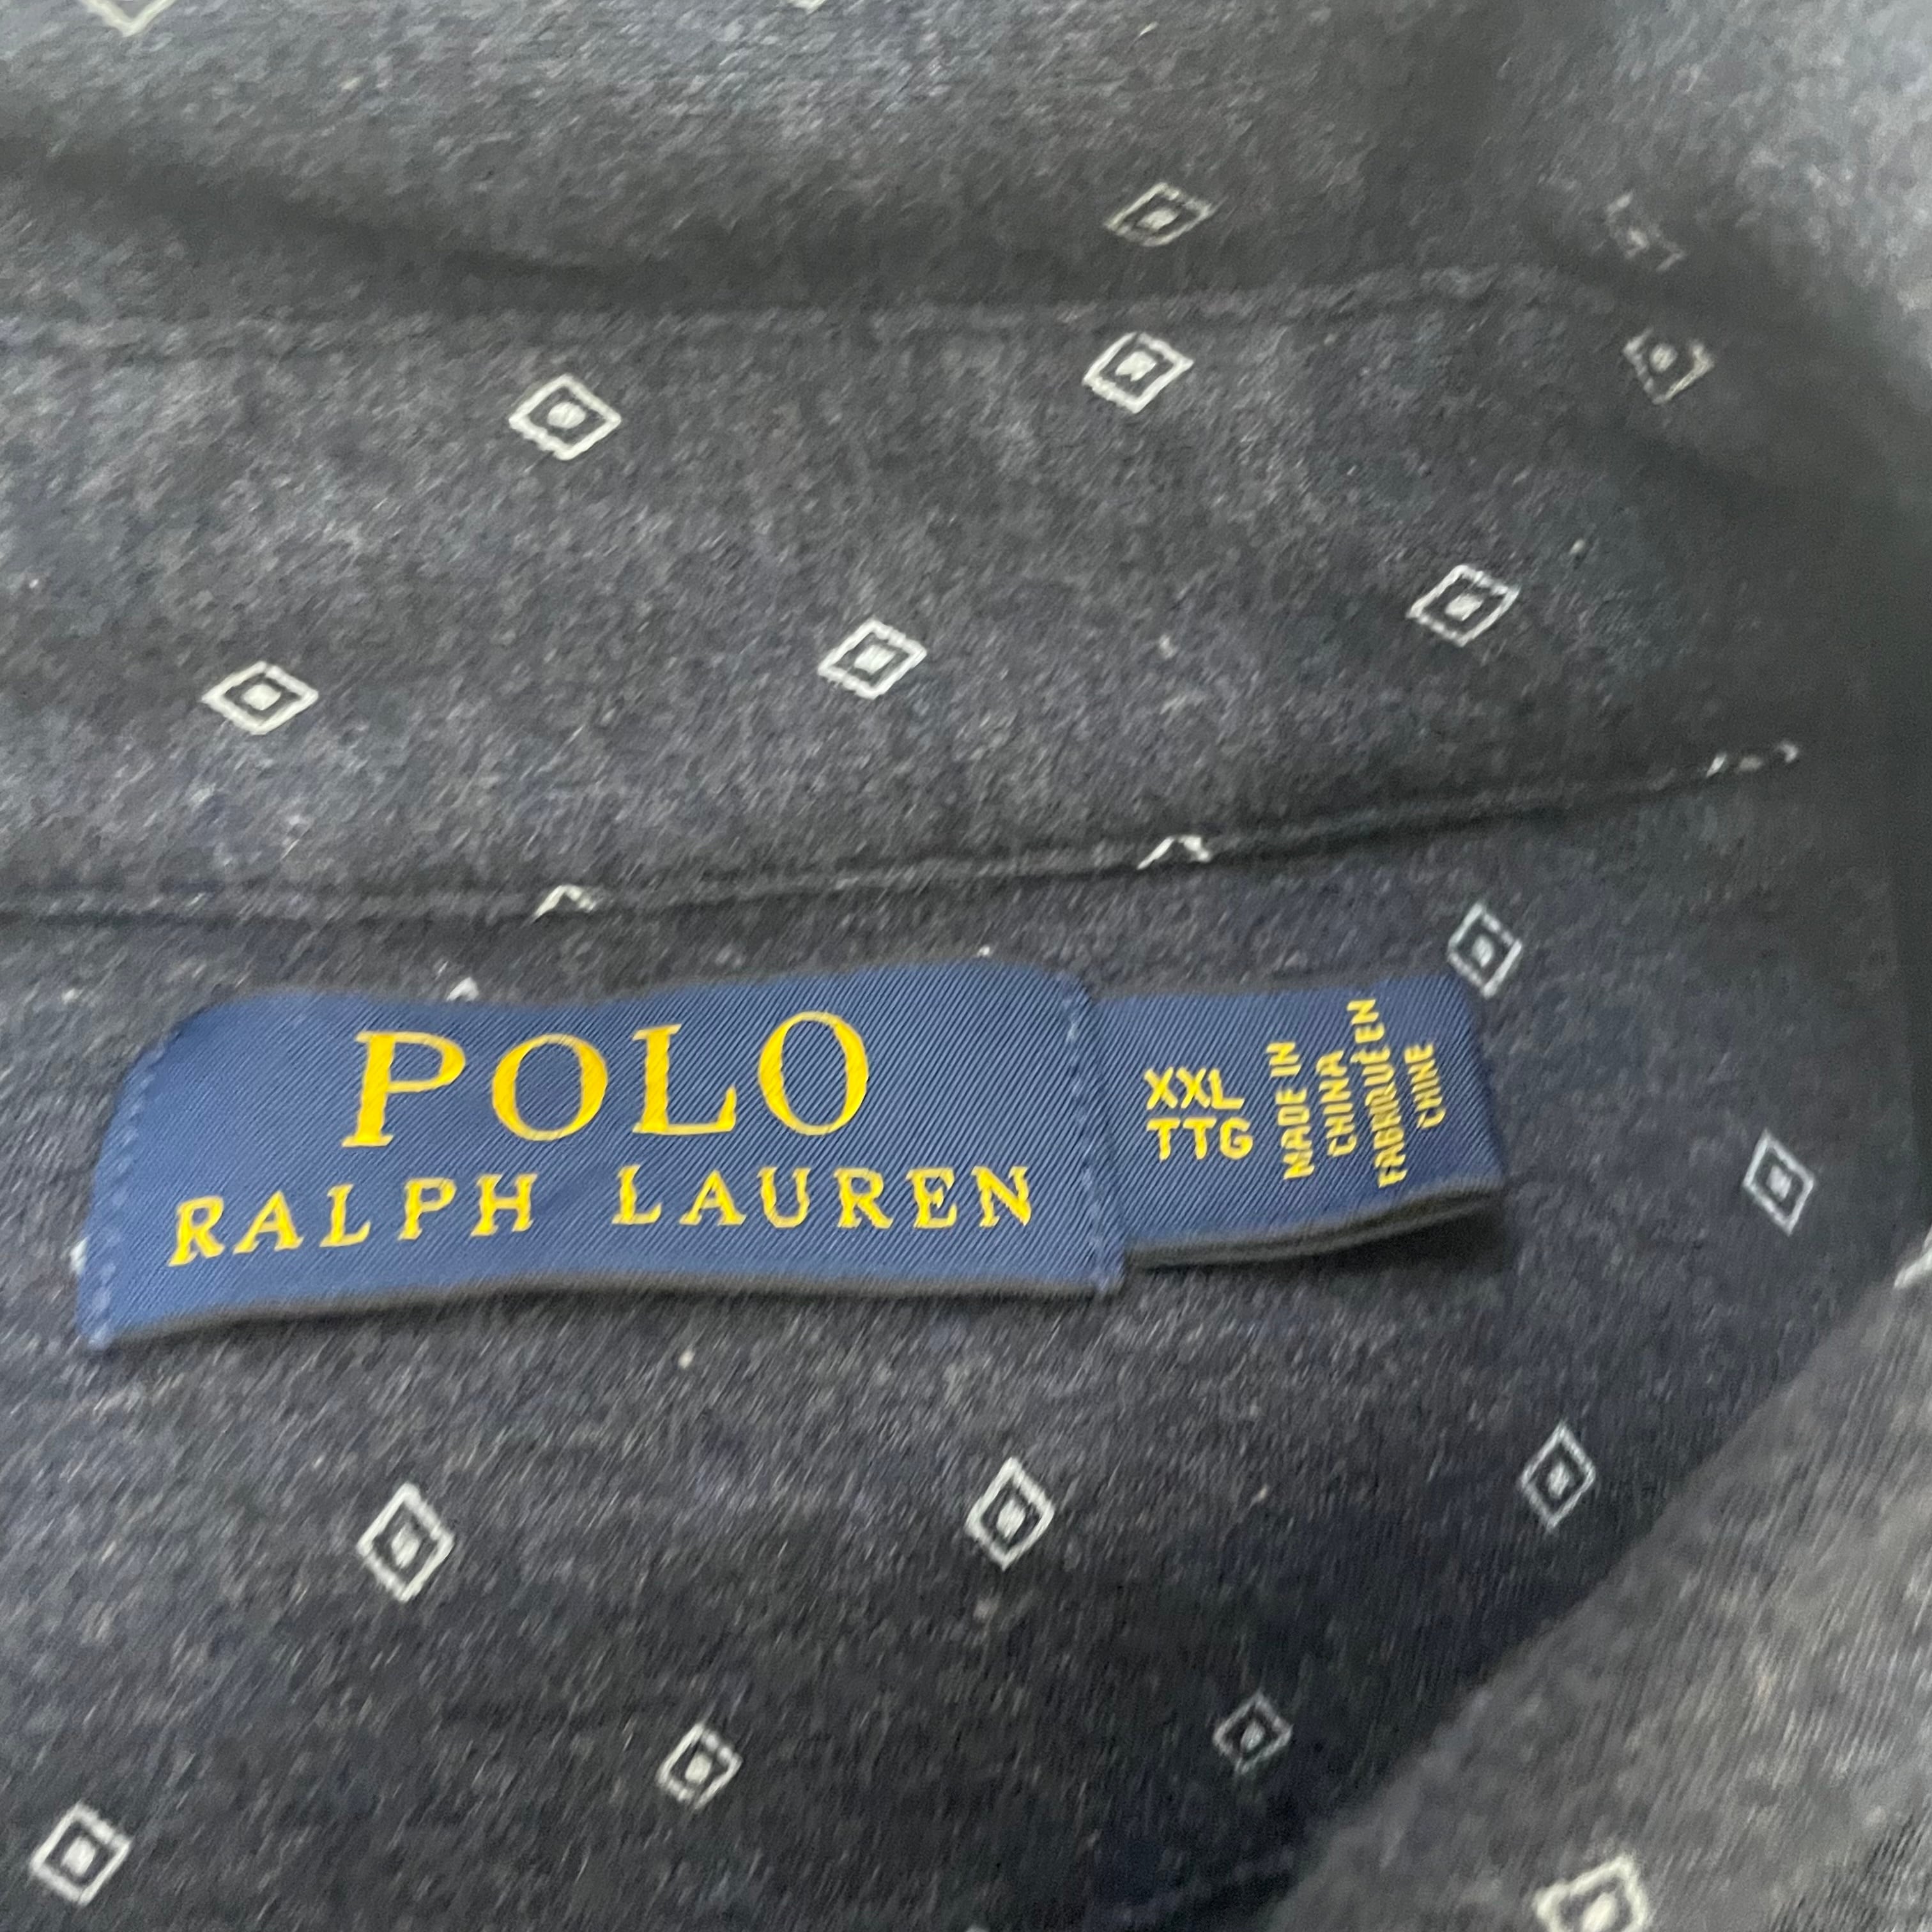 POLO
RALPH LAUREN
XXL
TTG
MADE IN
CHINA
FABRIQUÉ EN
CHINE